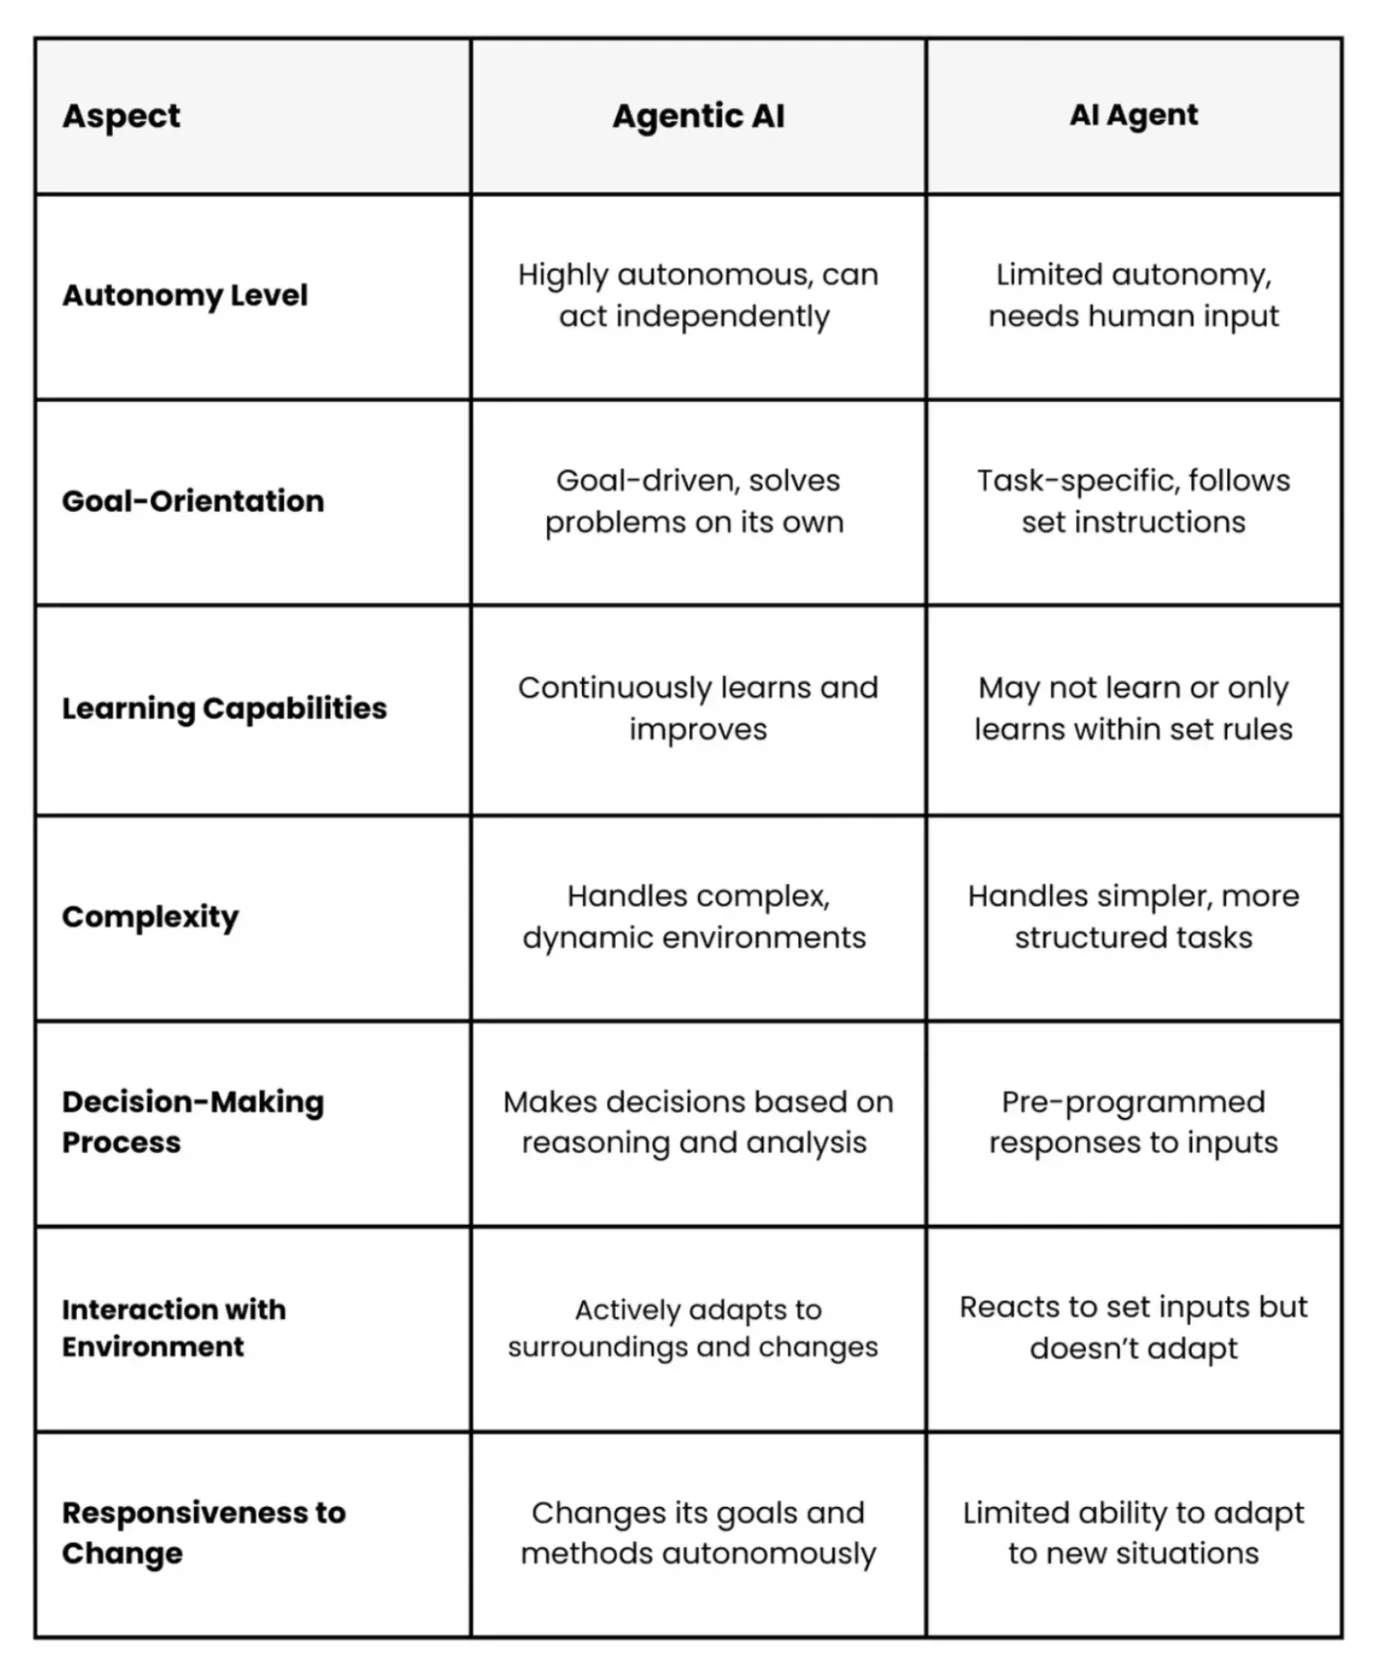 Aspect
Agentic AI
AI Agent
Autonomy Level
Highly autonomous, can
act independently
Limited autonomy,
needs human input
Goal-Orientation
Goal-driven, solves
problems on its own
Task-specific, follows
set instructions
Learning Capabilities
Continuously learns and
improves
May not learn or only
learns within set rules
Complexity
Handles complex,
dynamic environments
Handles simpler, more
structured tasks
Decision-Making
Process
Makes decisions based on
reasoning and analysis
Pre-programmed
responses to inputs
Interaction with
Environment
Actively adapts to
surroundings and changes
Reacts to set inputs but
doesn’t adapt
Responsiveness to
Change
Changes its goals and
methods autonomously
Limited ability to adapt
to new situations